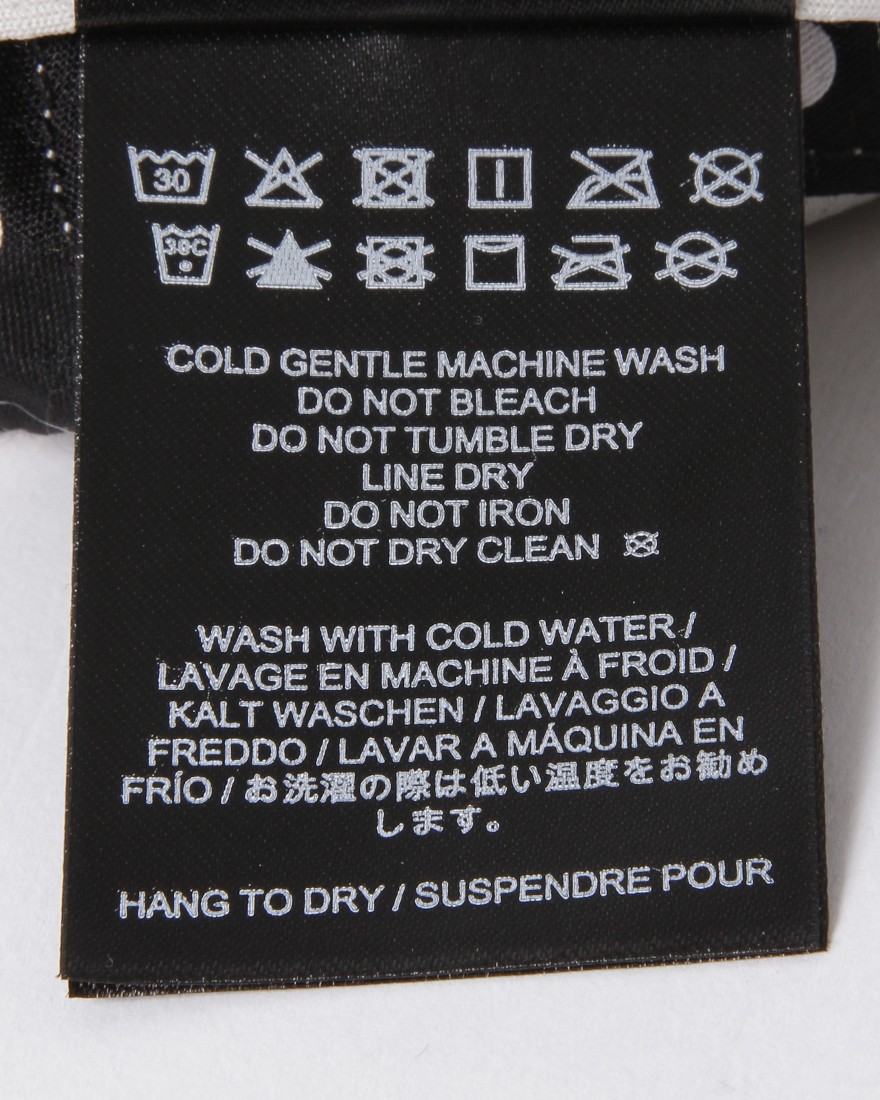 30
30C
COLD GENTLE MACHINE WASH
DO NOT BLEACH
DO NOT TUMBLE DRY
LINE DRY
DO NOT IRON
DO NOT DRY CLEAN
WASH WITH COLD WATER /
LAVAGE EN MACHINE À FROID /
KALT WASCHEN / LAVAGGIO A
FREDDO / LAVAR A MÁQUINA EN
FRÍO / お洗濯の際は低い温度をお勧め
します。
HANG TO DRY / SUSPENDRE POUR